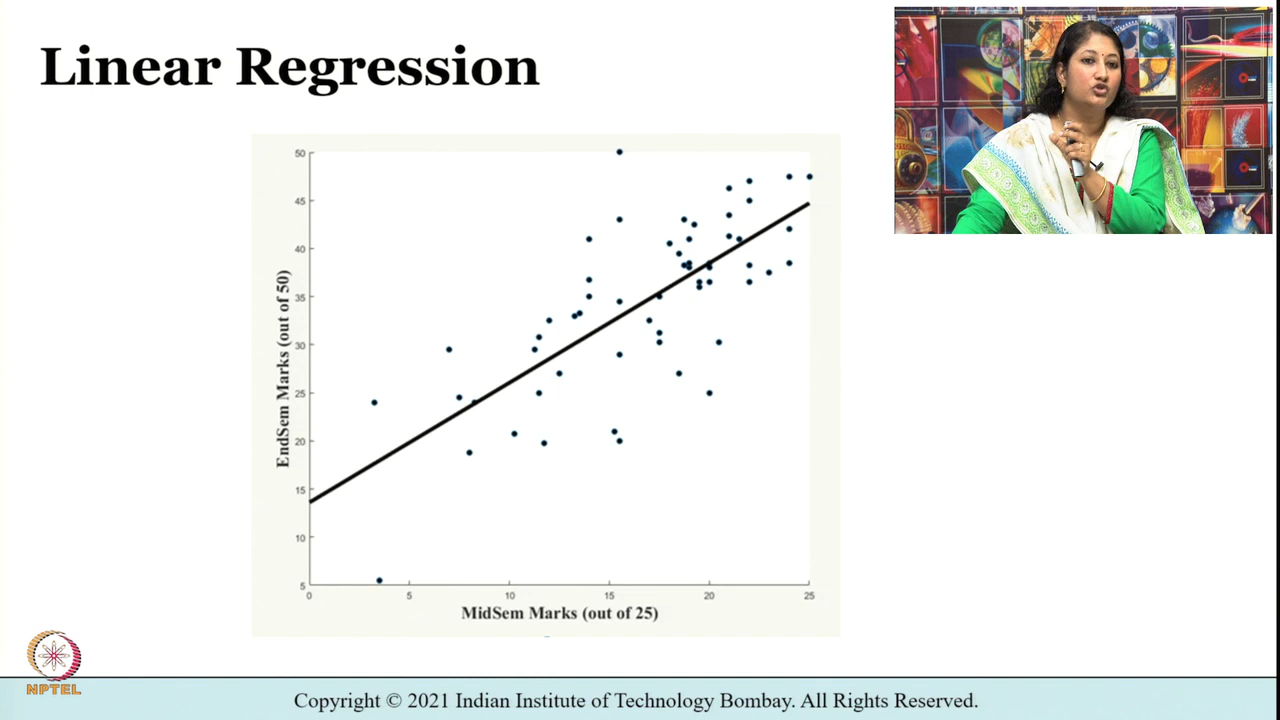 Linear Regression
50
45
40
35
30
25
20
15
10
5
EndSem Marks (out of 50)
0 5 10 15 20 25
MidSem Marks (out of 25)
NPTEL
Copyright © 2021 Indian Institute of Technology Bombay. All Rights Reserved.